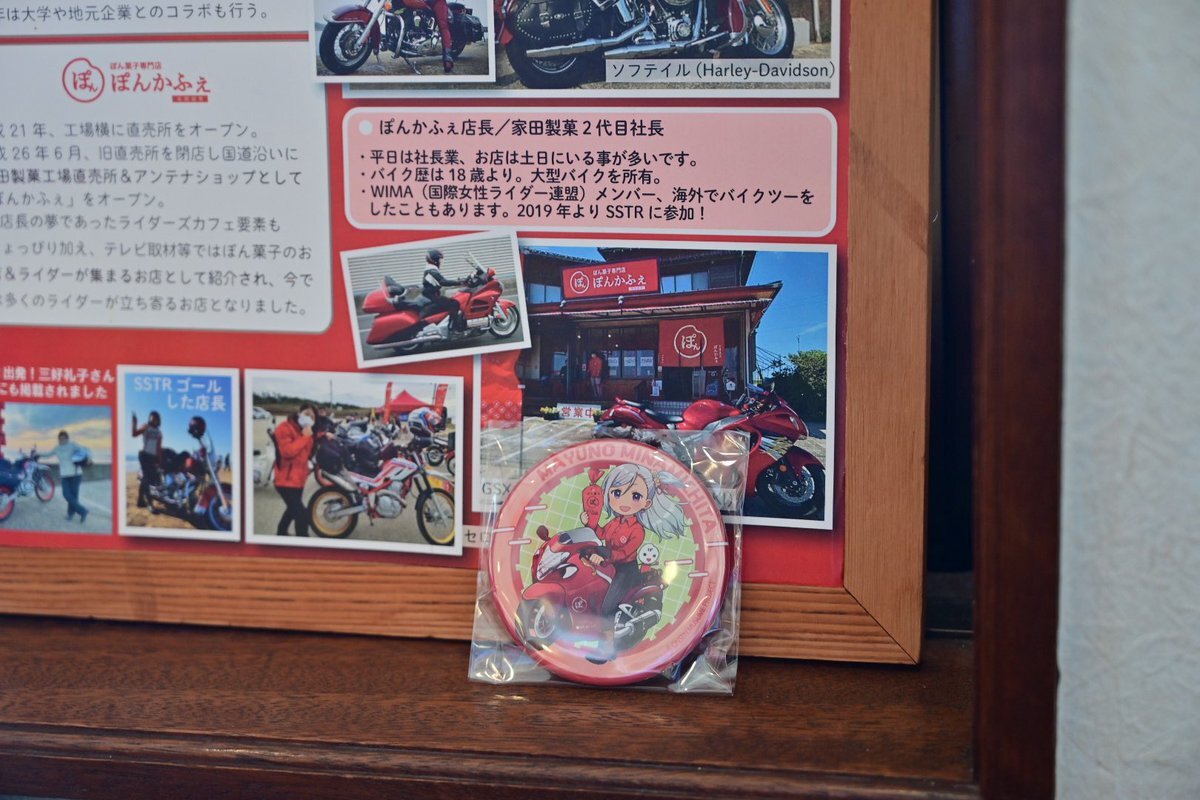 年は大学や地元企業とのコラボも行う。
ぽん菓子専門店
ぽん ぽんかふぇ
成21年、工場横に直売所をオープン。
成26年6月、旧直売所を閉店し国道沿いに
田製菓工場直売所＆アンテナショップとして
ぽんかふぇ」をオープン。
店長の夢であったライダーズカフェ要素も
ちょっぴり加え、テレビ取材等ではぽん菓子のお
店＆ライダーが集まるお店として紹介され、今で
は多くのライダーが立ち寄るお店となりました。
ソフテイル (Harley-Davidson)
ぽんかふぇ店長／家田製菓2代目社長
・平日は社長業、お店は土日にいる事が多いです。
・バイク歴は18歳より。大型バイクを所有。
・WIMA（国際女性ライダー連盟）メンバー、海外でバイクツーを
したこともあります。2019年よりSSTRに参加！
ぽん菓子専門店
ぽ ぽんかふぇ
ぽん
営業中
出発！三好礼子さん
にも掲載されました
SSTRゴール
した店長
GS
セロ
MAYUNO MINAMISHITA
ぽ